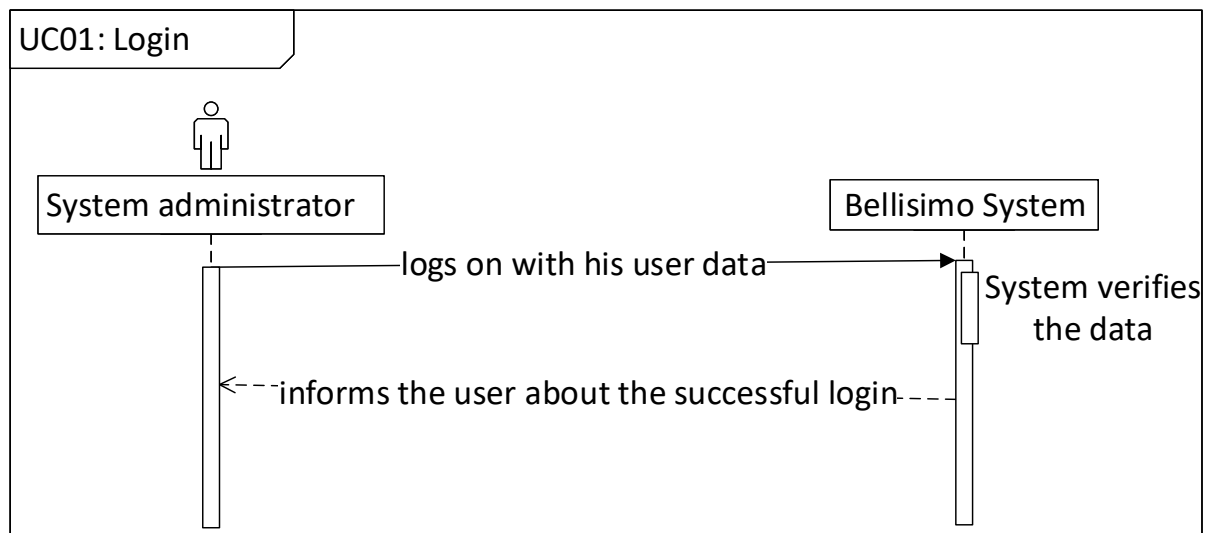 UC01: Login
System administrator
Bellisimo System
logs on with his user data
System verifies
the data
informs the user about the successful login